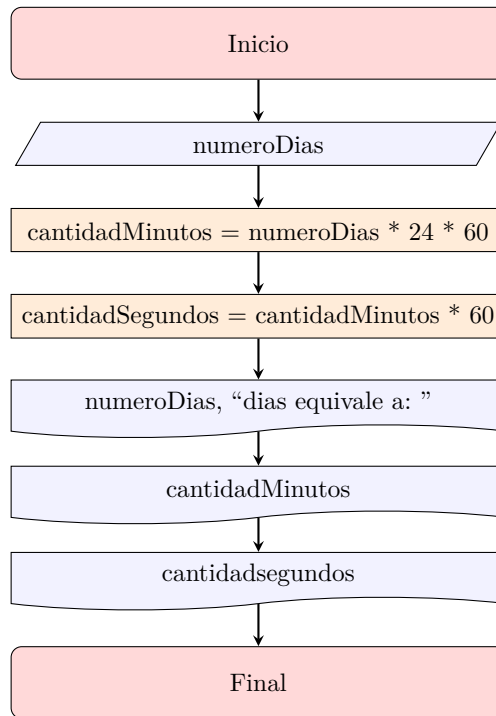 Inicio
numeroDias
cantidadMinutos = numeroDias * 24 * 60
cantidadSegundos = cantidadMinutos * 60
numeroDias, “dias equivale a: ”
cantidadMinutos
cantidadsegundos
Final